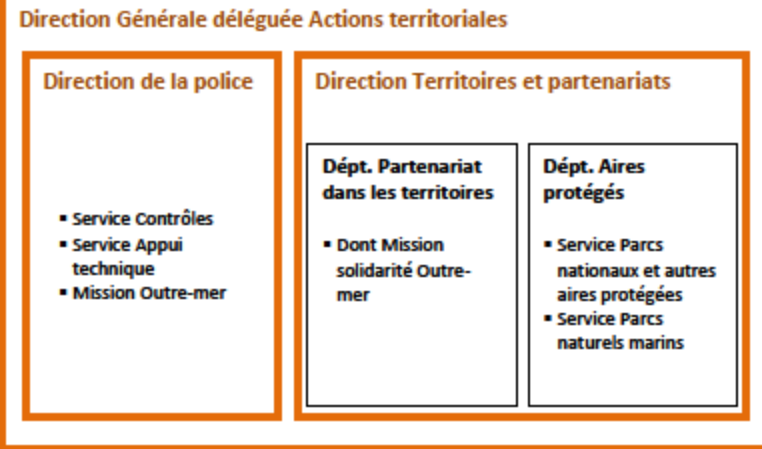 Direction Générale déléguée Actions territoriales
Direction de la police
▪ Service Contrôles
▪ Service Appui
technique
▪ Mission Outre-mer
Direction Territoires et partenariats
Dépt. Partenariat
dans les territoires
▪ Dont Mission
solidarité Outre-
mer
Dépt. Aires
protégés
▪ Service Parcs
nationaux et autres
aires protégées
▪ Service Parcs
naturels marins